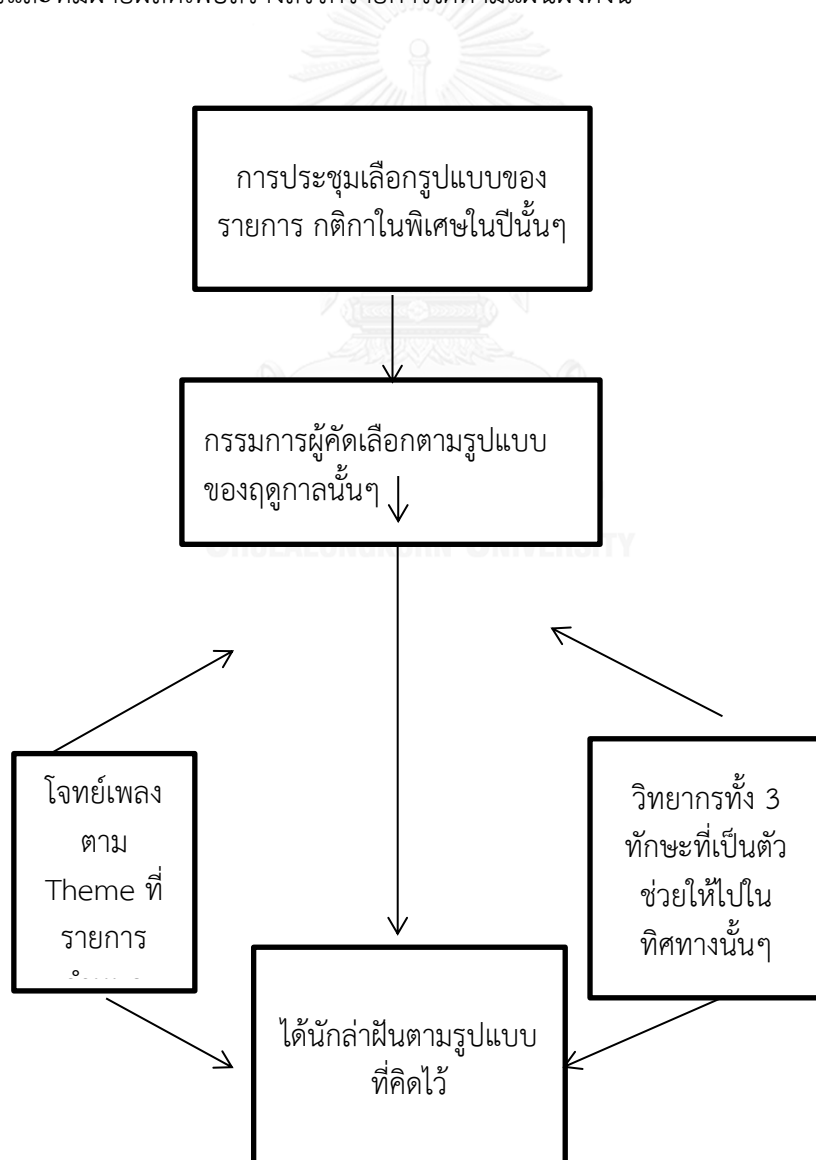 การประชุมเลือกรูปแบบของ
รายการ กติกาในพิเศษในปีนั้นๆ
กรรมการผู้คัดเลือกตามรูปแบบ
ของฤดูกาลนั้นๆ
CHULALONGKORN UNIVERSITY
โจทย์เพลง
ตาม
Theme ที่
รายการ
วิทยากรทั้ง 3
ทักษะที่เป็นตัว
ช่วยให้ไปใน
ทิศทางนั้นๆ
ได้นักล่าฝันตามรูปแบบ
ที่คิดไว้